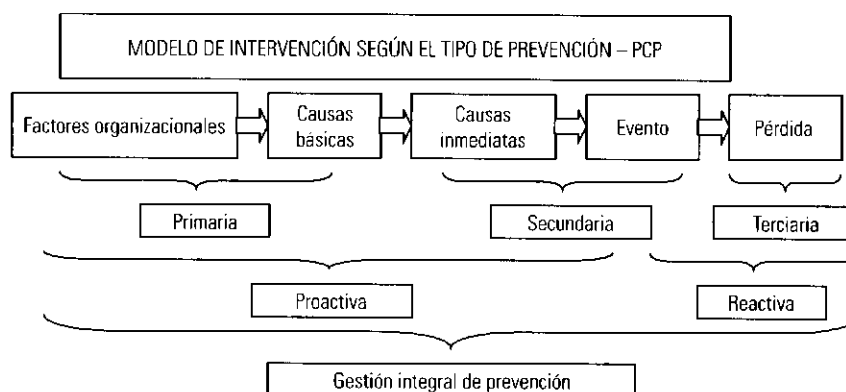 MODELO DE INTERVENCIÓN SEGÚN EL TIPO DE PREVENCIÓN – PCP
Factores organizacionales
Causas
básicas
Causas
inmediatas
Evento
Pérdida
Primaria
Secundaria
Terciaria
Proactiva
Reactiva
Gestión integral de prevención